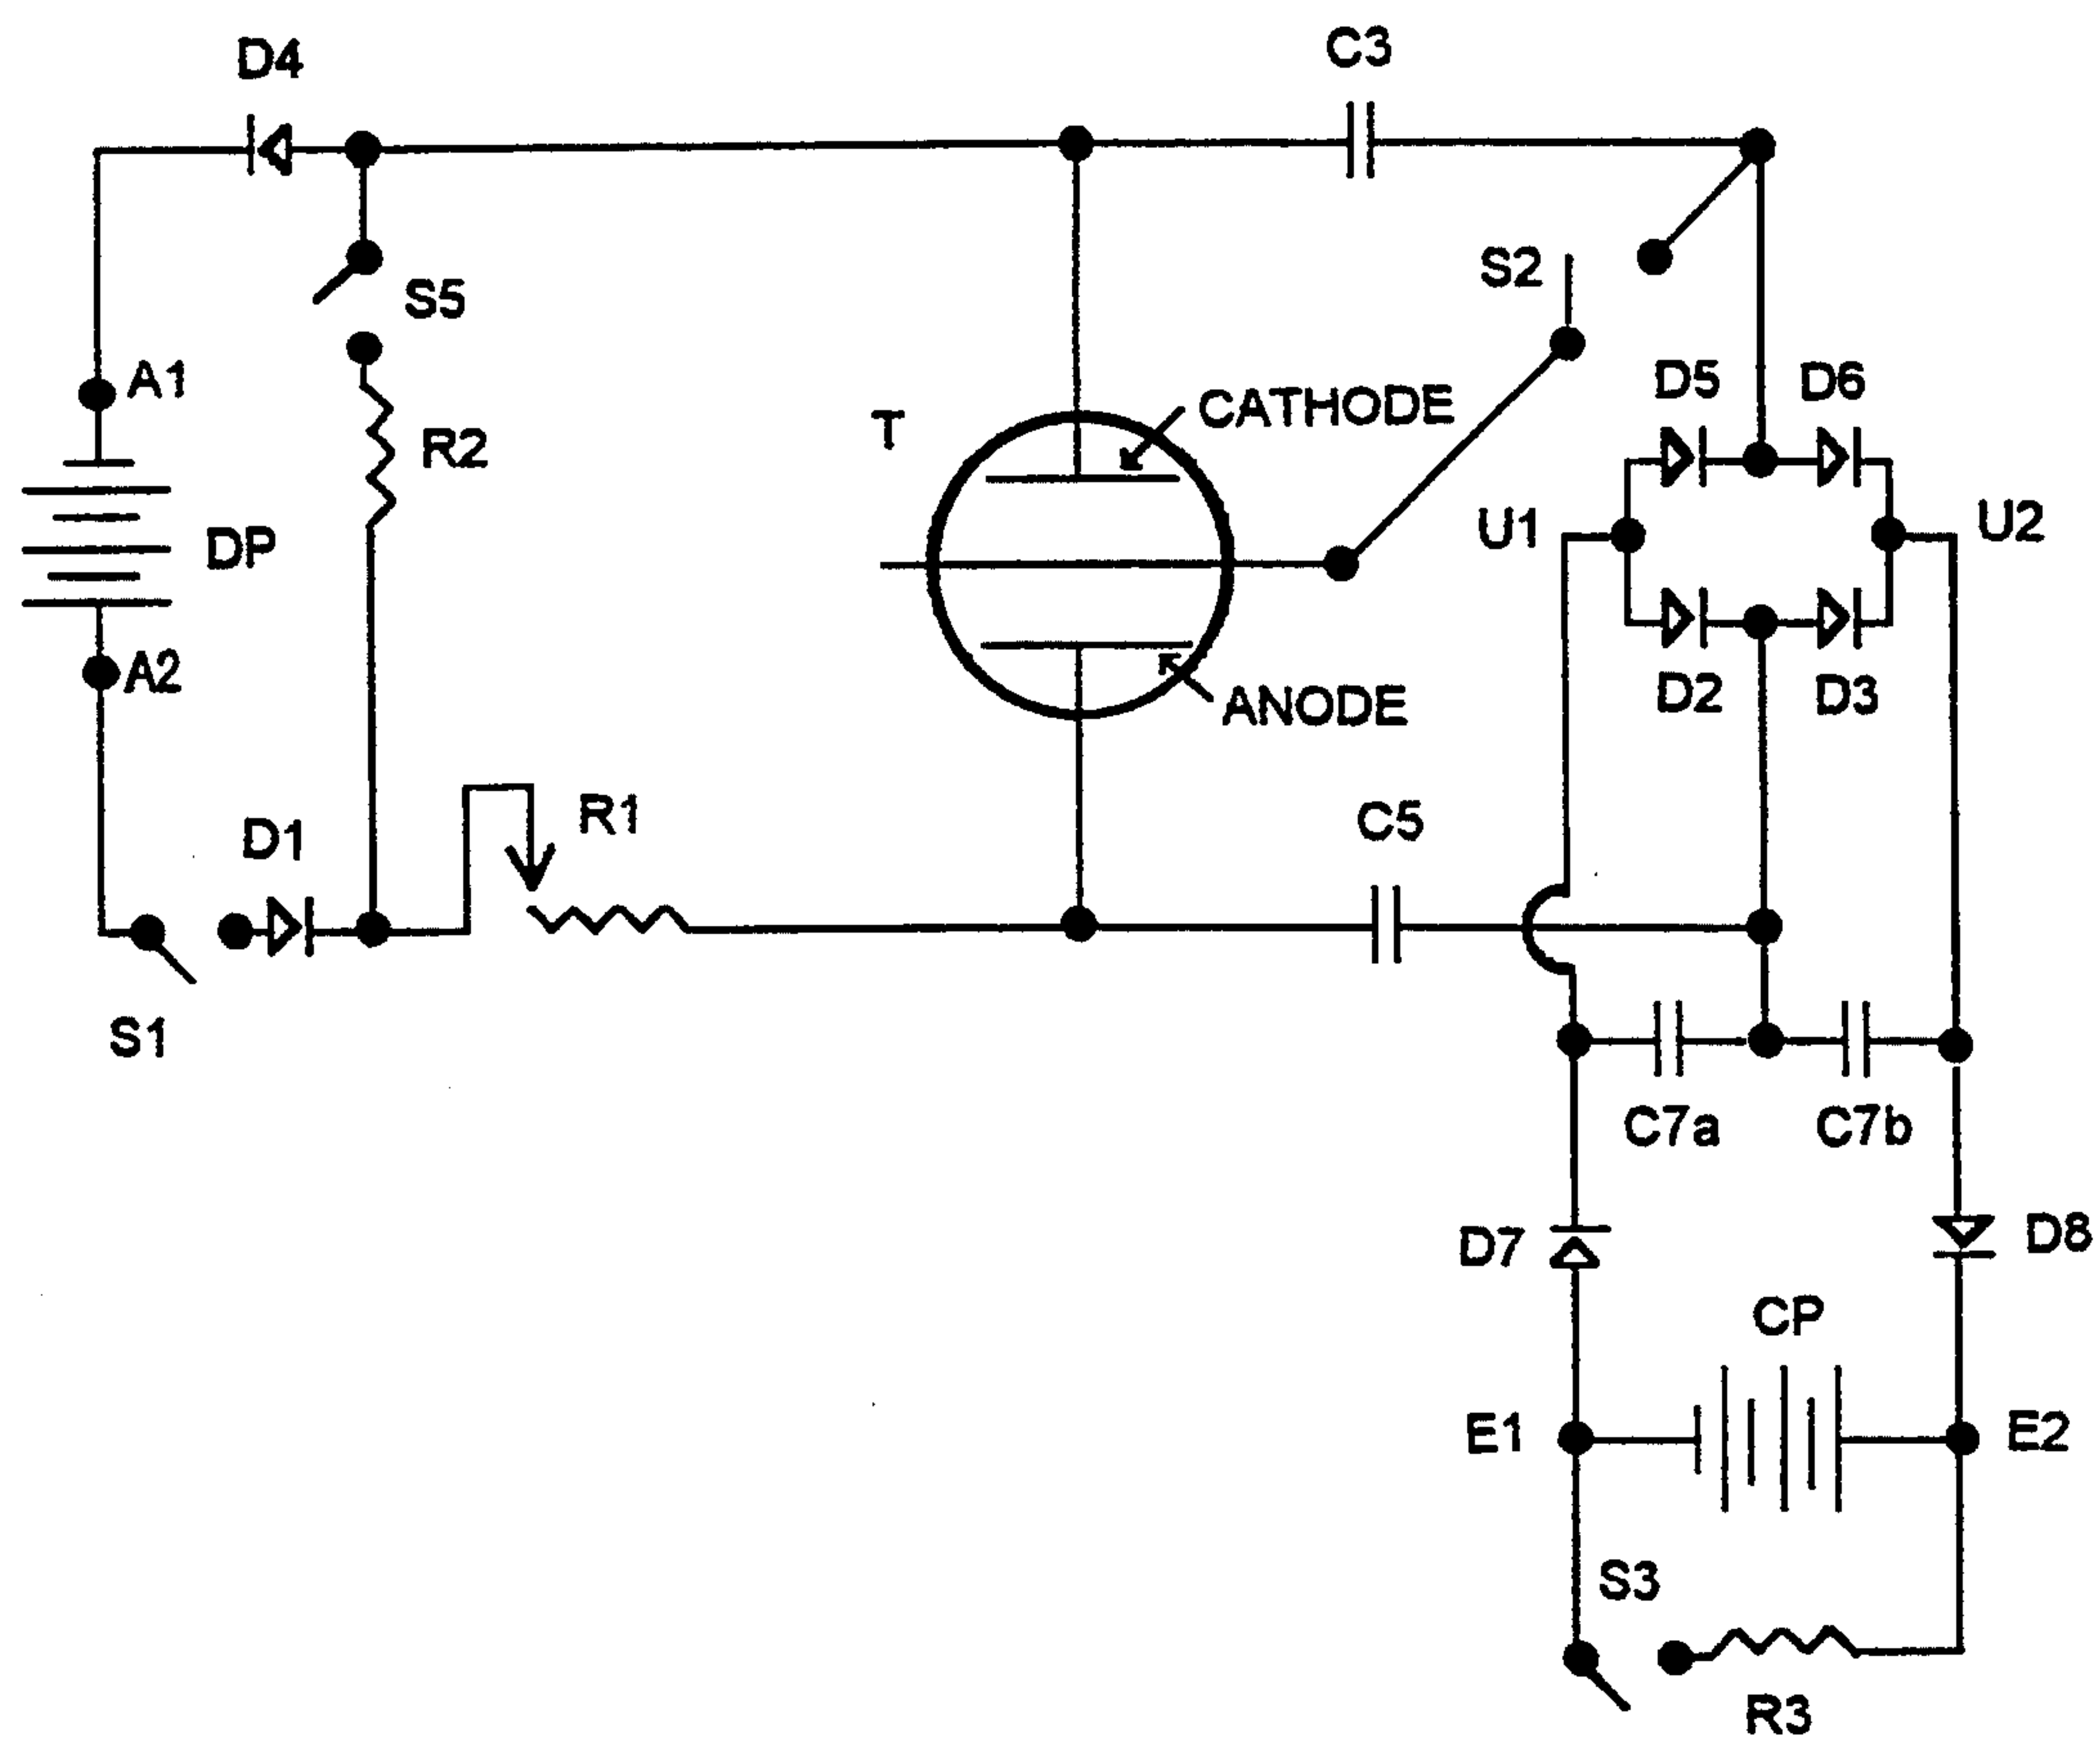 D4
C3
S2
S5
A1
D5
D6
CATHODE
T
R2
U1
U2
DP
A2
D2
D3
ANODE
R1
C5
D1
S1
C7a
C7b
D7
D8
CP
E1
E2
S3
R3